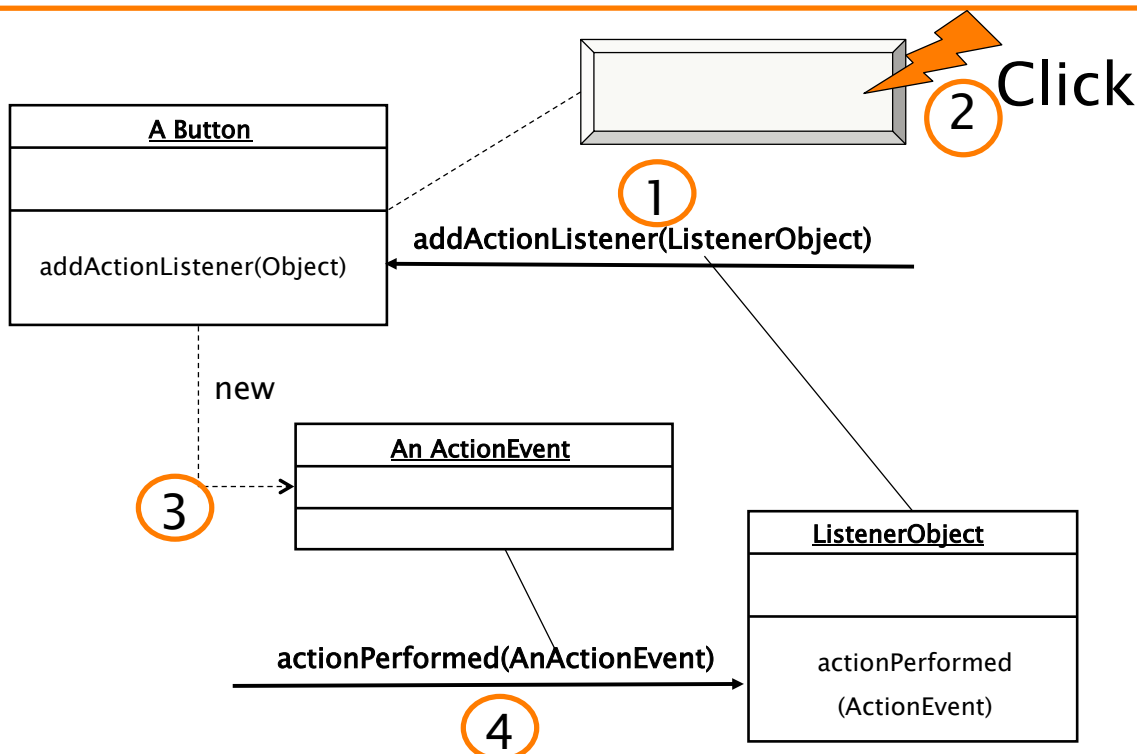 Click
2
A Button
1
addActionListener(ListenerObject)
addActionListener(Object)
new
An ActionEvent
3
ListenerObject
actionPerformed(AnActionEvent)
actionPerformed
(ActionEvent)
4